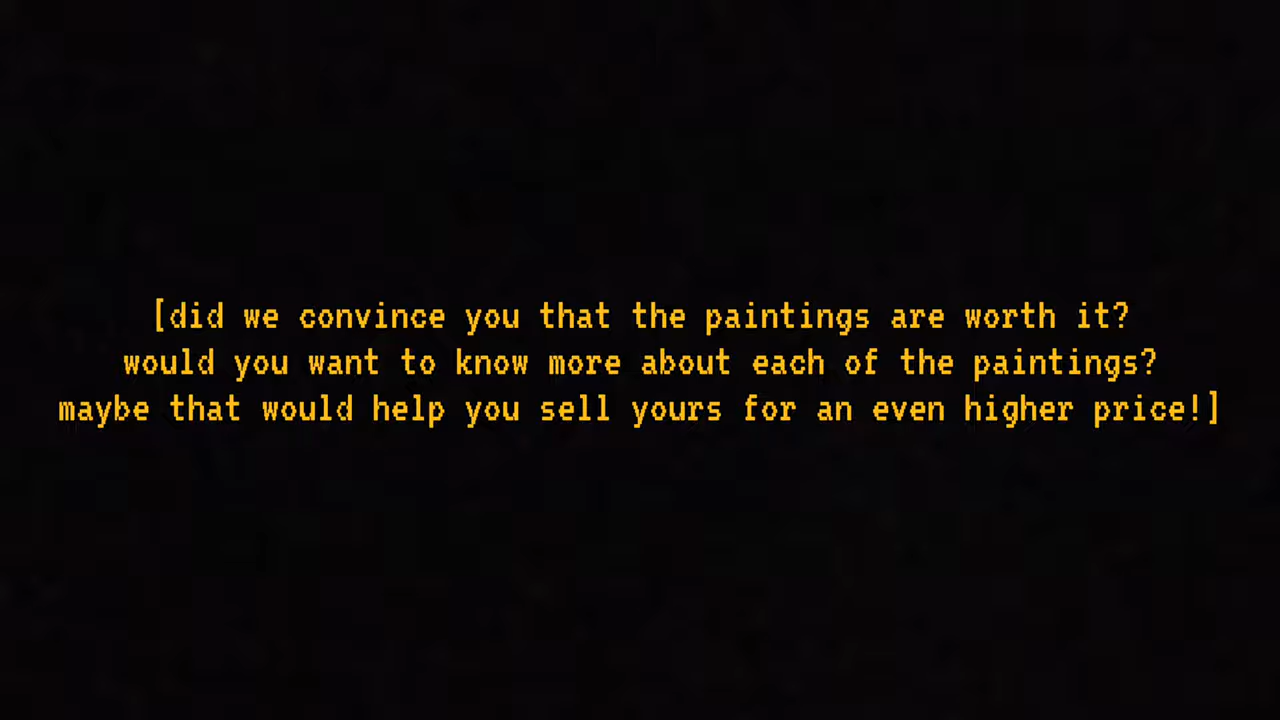 [did we convince you that the paintings are worth it?
would you want to know more about each of the paintings?
maybe that would help you sell yours for an even higher price!]